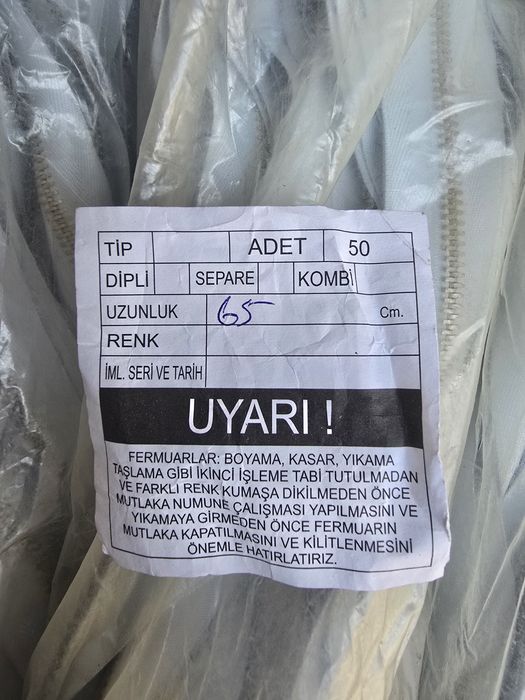 TİP ADET 50
DİPLİ SEPARE KOMBİ
UZUNLUK 65 Cm.
RENK
İML. SERİ VE TARİH
UYARI !
FERMUARLAR: BOYAMA, KASAR, YIKAMA
TAŞLAMA GİBİ İKİNCİ İŞLEME TABİ TUTULMADAN
VE FARKLI RENK KUMAŞA DİKİLMEDEN ÖNCE
MUTLAKA NUMUNE ÇALIŞMASI YAPILMASINI VE
YIKAMAYA GİRMEDEN ÖNCE FERMUARIN
MUTLAKA KAPATILMASINI VE KİLİTLENMESİNİ
ÖNEMLE HATIRLATIRIZ.